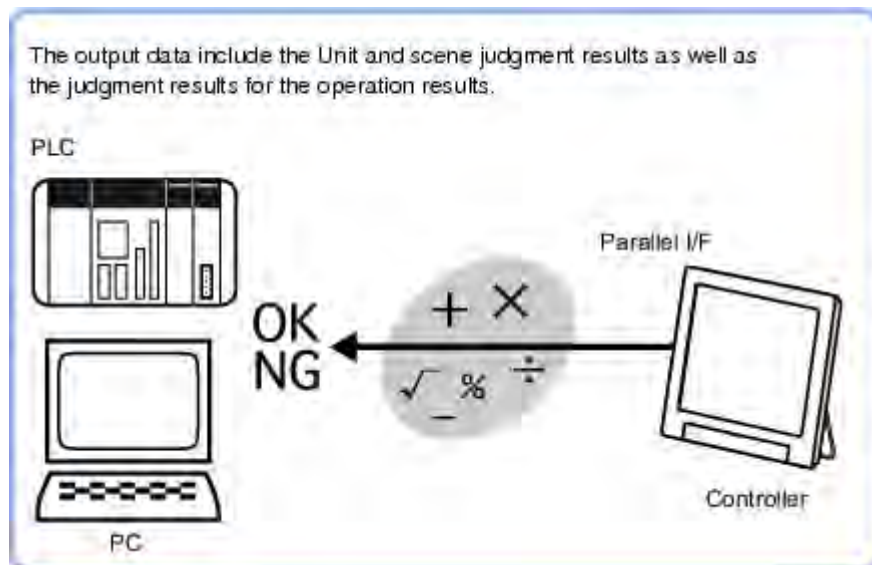 The output data include the Unit and scene judgment results as well as
the judgment results for the operation results.
PLC
Parallel I/F
OK
NG
+ ×
√ % ÷
−
Controller
PC